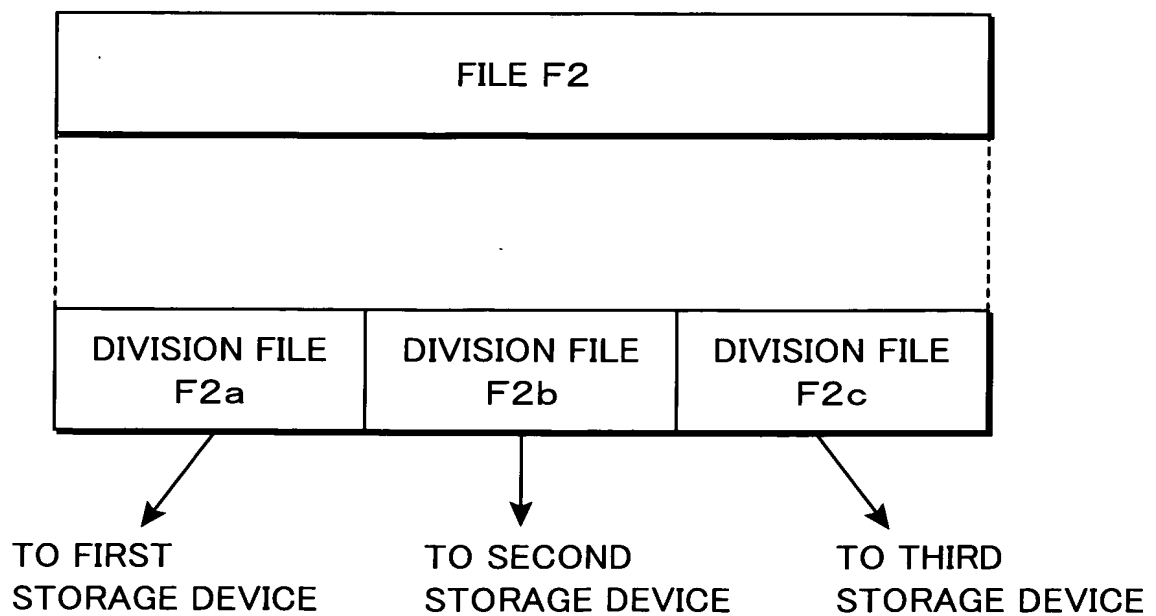 FILE F2
DIVISION FILE
F2a
DIVISION FILE
F2b
DIVISION FILE
F2c
TO FIRST
STORAGE DEVICE
TO SECOND
STORAGE DEVICE
TO THIRD
STORAGE DEVICE